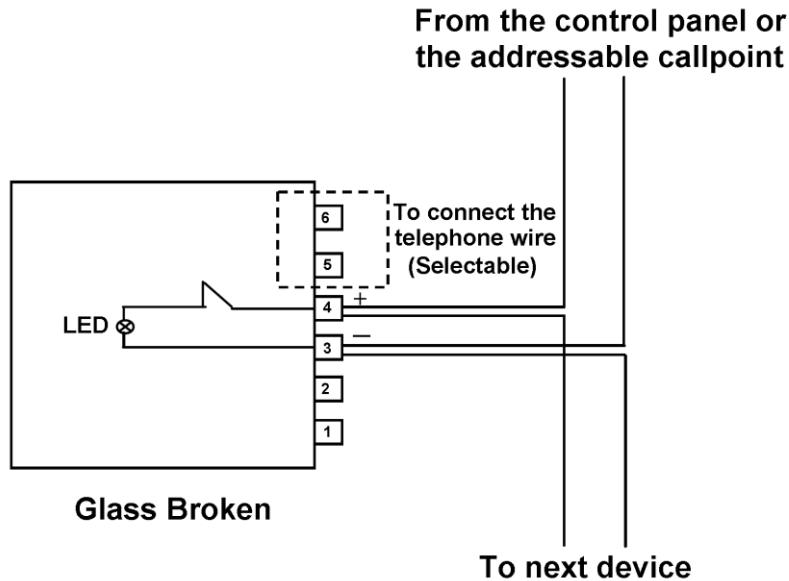 From the control panel or
the addressable callpoint
6
To connect the
telephone wire
(Selectable)
5
4 +
LED
3 —
2
1
Glass Broken
To next device